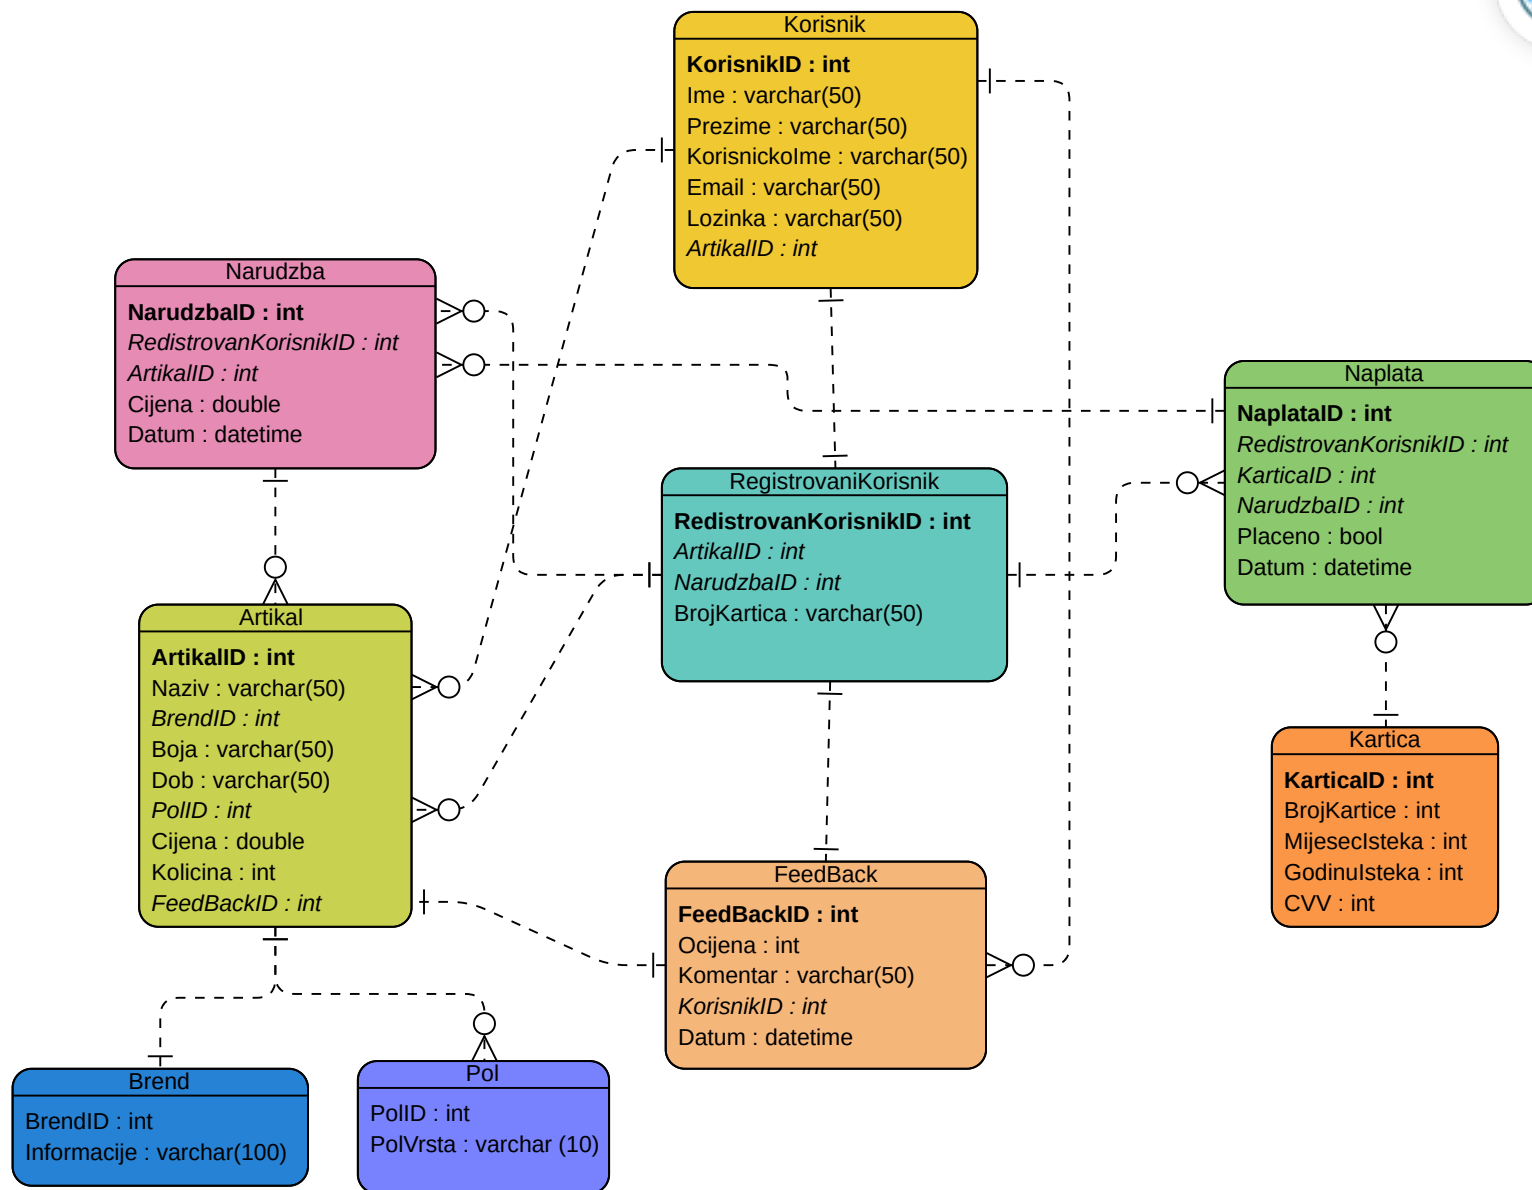 Korisnik
KorisnikID : int
Ime : varchar(50)
Prezime : varchar(50)
KorisnickoIme : varchar(50)
Email : varchar(50)
Lozinka : varchar(50)
ArtikalID : int
Narudzba
NarudzbaID : int
RedistrovanKorisnikID : int
ArtikalID : int
Cijena : double
Datum : datetime
Naplata
NaplataID : int
RedistrovanKorisnikID : int
KarticaID : int
NarudzbaID : int
Placeno : bool
Datum : datetime
RegistrovaniKorisnik
RedistrovanKorisnikID : int
ArtikalID : int
NarudzbaID : int
BrojKartica : varchar(50)
Artikal
ArtikalID : int
Naziv : varchar(50)
BrendID : int
Boja : varchar(50)
Dob : varchar(50)
PolID : int
Cijena : double
Kolicina : int
FeedBackID : int
Kartica
KarticaID : int
BrojKartice : int
MijesecIsteka : int
GodinuIsteka : int
CVV : int
FeedBack
FeedBackID : int
Ocijena : int
Komentar : varchar(50)
KorisnikID : int
Datum : datetime
Brend
BrendID : int
Informacije : varchar(100)
Pol
PolID : int
PolVrsta : varchar (10)